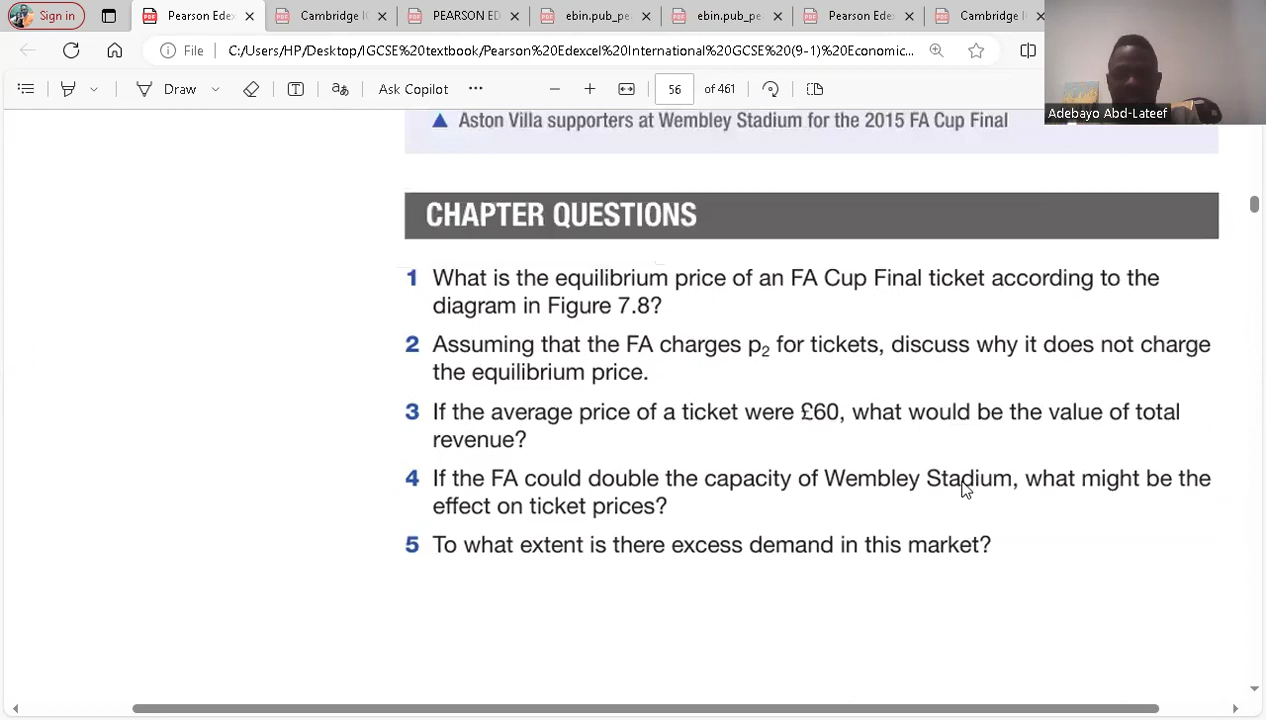 Sign in
Pearson Edex
Cambridge I
PEARSON ED
ebin.pub_pe
ebin.pub_pe
Pearson Edex
Cambridge I
File
C:/Users/HP/Desktop/IGCSE%20textbook/Pearson%20Edexcel%20International%20GCSE%20(9-1)%20Economic...
Draw
Ask Copilot
56
of 461
Adebayo Abd-Lateef
Aston Villa supporters at Wembley Stadium for the 2015 FA Cup Final
CHAPTER QUESTIONS
1 What is the equilibrium price of an FA Cup Final ticket according to the
diagram in Figure 7.8?
2 Assuming that the FA charges p₂ for tickets, discuss why it does not charge
the equilibrium price.
3 If the average price of a ticket were £60, what would be the value of total
revenue?
4 If the FA could double the capacity of Wembley Stadium, what might be the
effect on ticket prices?
5 To what extent is there excess demand in this market?